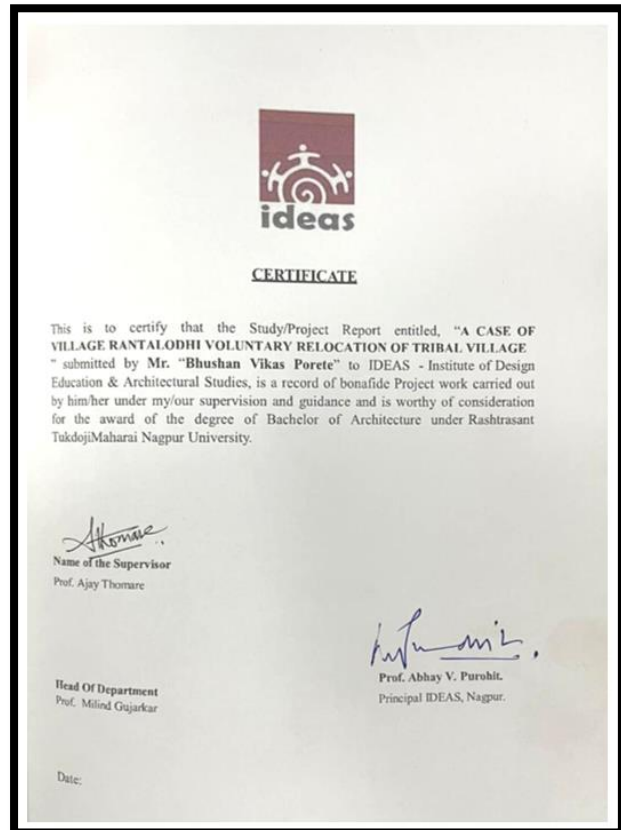 ideas
CERTIFICATE
This is to certify that the Study/Project Report entitled, "A CASE OF
VILLAGE RANTALODHI VOLUNTARY RELOCATION OF TRIBAL VILLAGE
" submitted by Mr. "Bhushan Vikas Porete" to IDEAS - Institute of Design
Education & Architectural Studies, is a record of bonafide Project work carried out
by him/her under my/our supervision and guidance and is worthy of consideration
for the award of the degree of Bachelor of Architecture under Rashtrasant
TukdojiMaharai Nagpur University.
AThomare
Name of the Supervisor
Prof. Ajay Thomare
Prof. Abhay V. Purohit.
Principal IDEAS, Nagpur.
Head Of Department
Prof. Milind Gujarkar
Date: